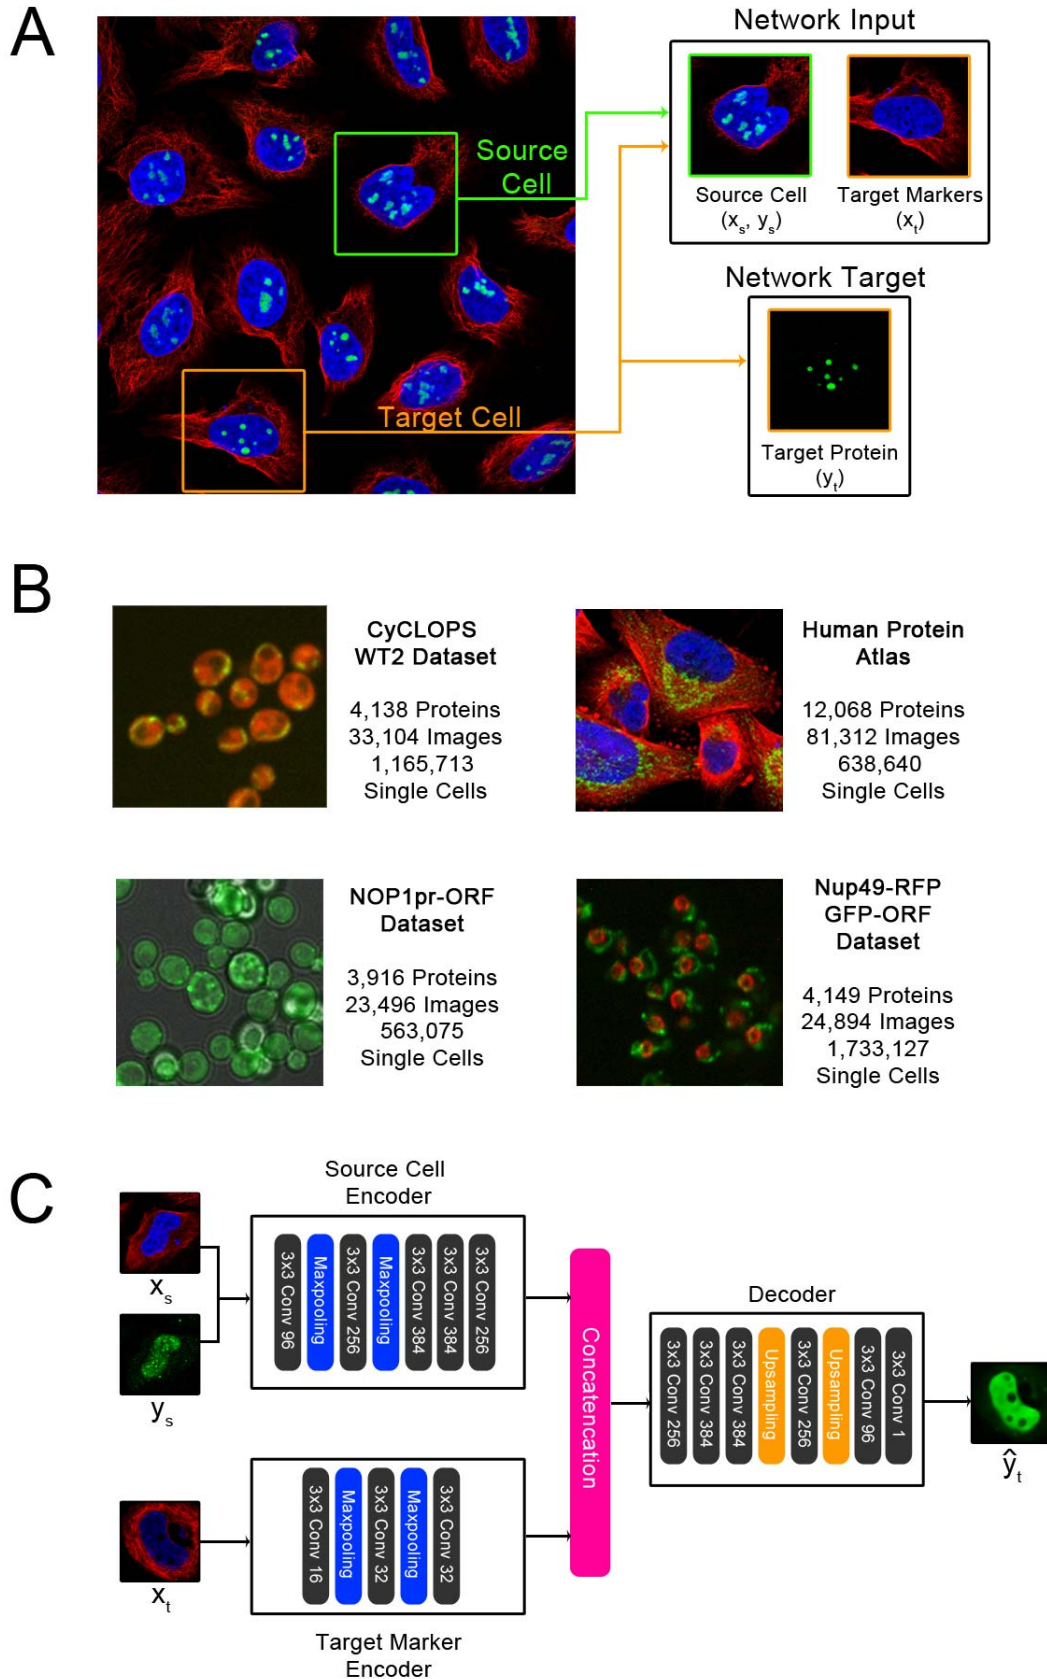 A
Network Input
Source
Cell
Source Cell
(xs, ys)
Target Markers
(xt)
Network Target
Target Cell
Target Protein
(yt)
B
CyCLOPS
WT2 Dataset
4,138 Proteins
33,104 Images
1,165,713
Single Cells
Human Protein
Atlas
12,068 Proteins
81,312 Images
638,640
Single Cells
NOP1pr-ORF
Dataset
3,916 Proteins
23,496 Images
563,075
Single Cells
Nup49-RFP
GFP-ORF
Dataset
4,149 Proteins
24,894 Images
1,733,127
Single Cells
C
Source Cell
Encoder
3x3 Conv 96
Maxpooling
3x3 Conv 256
Maxpooling
3x3 Conv 384
3x3 Conv 384
3x3 Conv 256
xs
ys
Concatencation
Decoder
3x3 Conv 256
3x3 Conv 384
3x3 Conv 384
Upsampling
3x3 Conv 256
Upsampling
3x3 Conv 96
3x3 Conv 1
ŷt
3x3 Conv 16
Maxpooling
3x3 Conv 32
Maxpooling
3x3 Conv 32
xt
Target Marker
Encoder